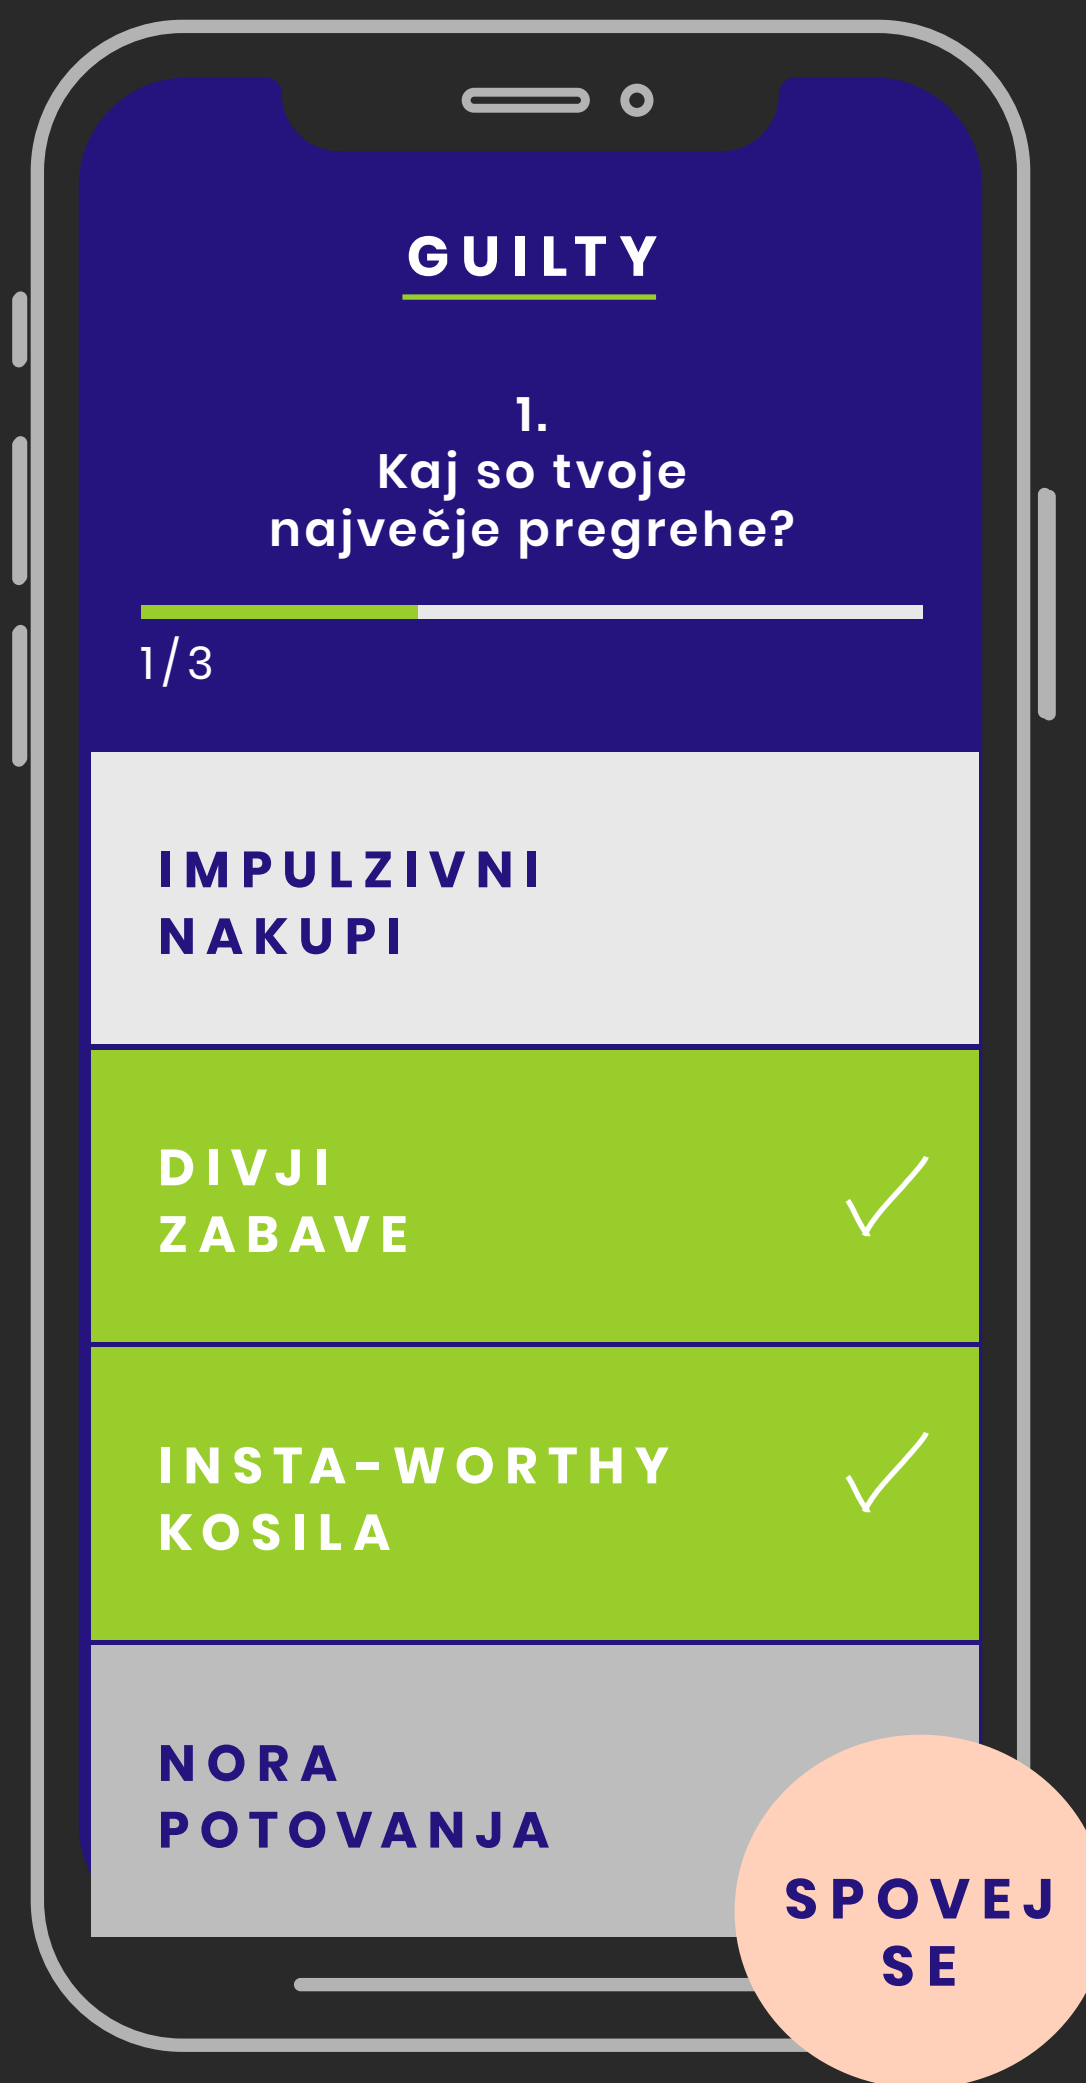 GUILTY
1.
Kaj so tvoje
največje pregrehe?
1/3
IMPULZIVNI
NAKUPI
DIVJI
ZABAVE
INSTA-WORTHY
KOSILA
NORA
POTOVANJA
SPOVEJ
SE